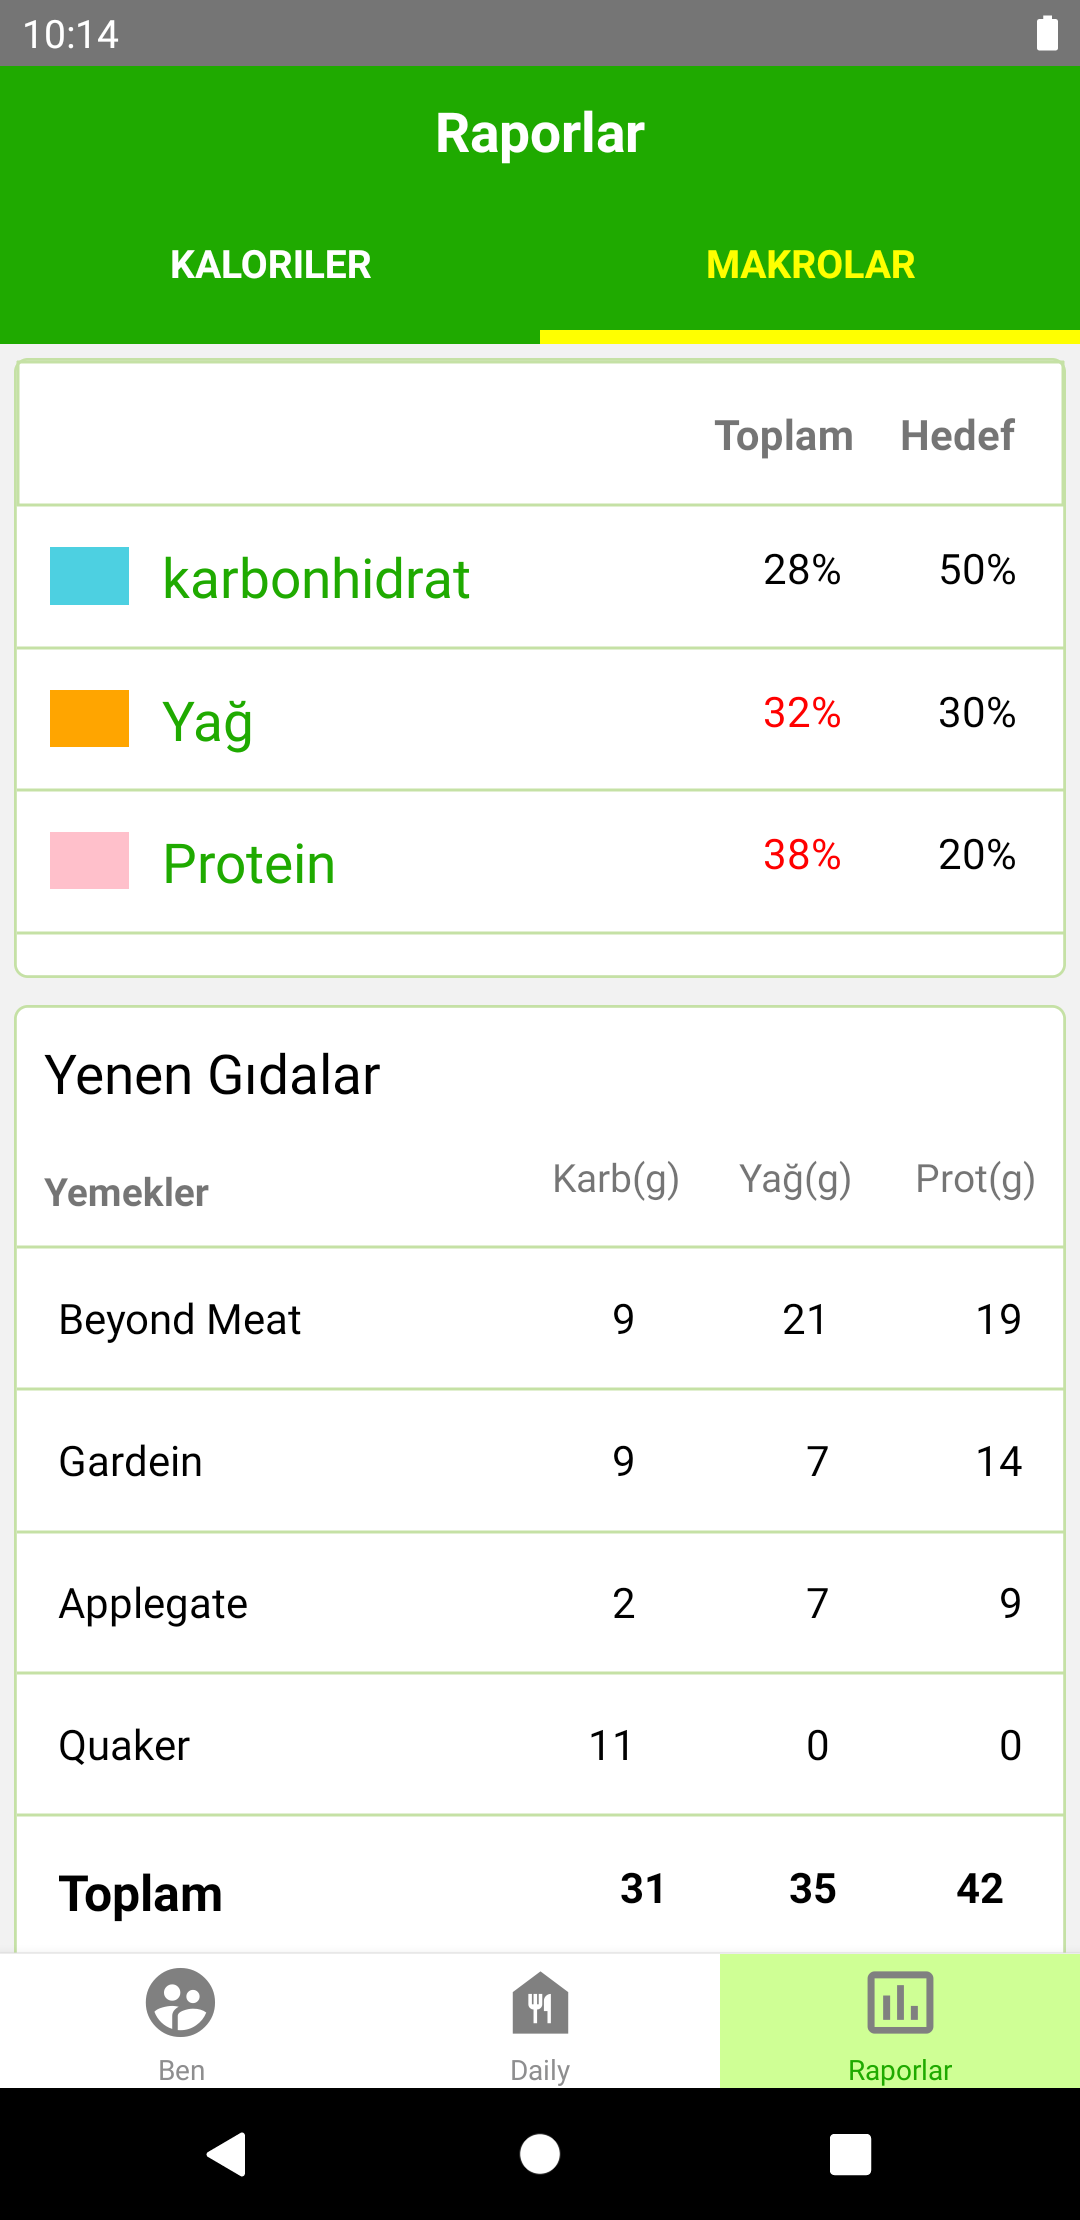 10:14
Raporlar
KALORILER MAKROLAR
Toplam Hedef
karbonhidrat 28% 50%
Yağ 32% 30%
Protein 38% 20%
Yenen Gıdalar
Yemekler Karb(g) Yağ(g) Prot(g)
Beyond Meat 9 21 19
Gardein 9 7 14
Applegate 2 7 9
Quaker 11 0 0
Toplam 31 35 42
Ben Daily Raporlar